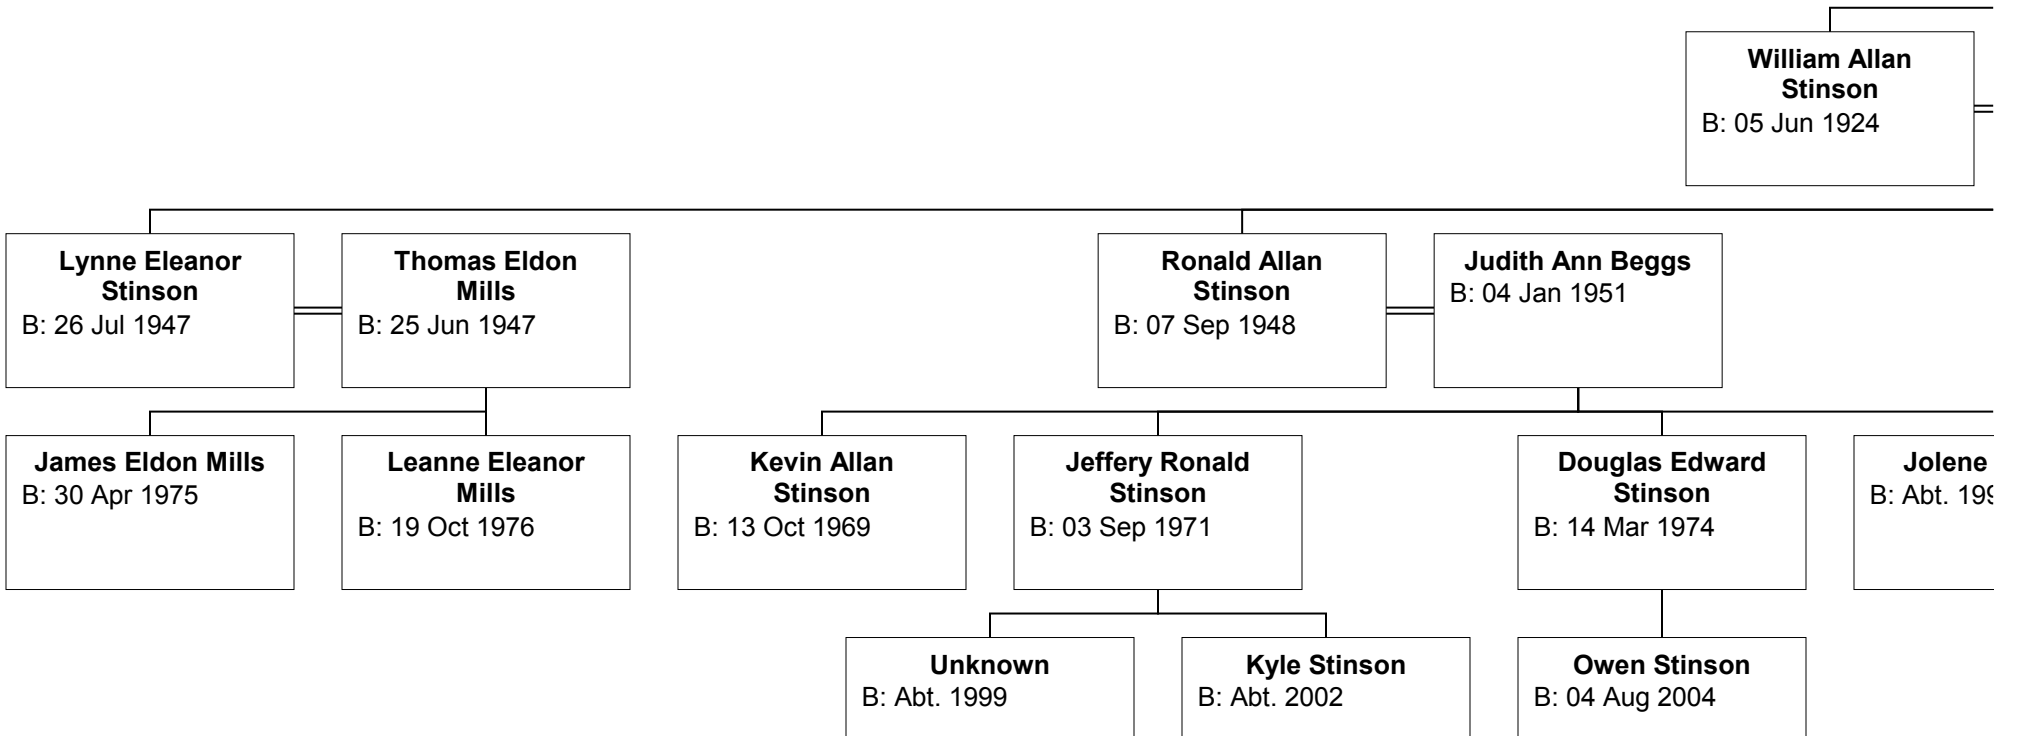 William Allan
Stinson
B: 05 Jun 1924
Lynne Eleanor
Stinson
B: 26 Jul 1947
Thomas Eldon
Mills
B: 25 Jun 1947
Ronald Allan
Stinson
B: 07 Sep 1948
Judith Ann Beggs
B: 04 Jan 1951
James Eldon Mills
B: 30 Apr 1975
Leanne Eleanor
Mills
B: 19 Oct 1976
Kevin Allan
Stinson
B: 13 Oct 1969
Jeffery Ronald
Stinson
B: 03 Sep 1971
Douglas Edward
Stinson
B: 14 Mar 1974
Jolene
B: Abt.
Unknown
B: Abt. 1999
Kyle Stinson
B: Abt. 2002
Owen Stinson
B: 04 Aug 2004